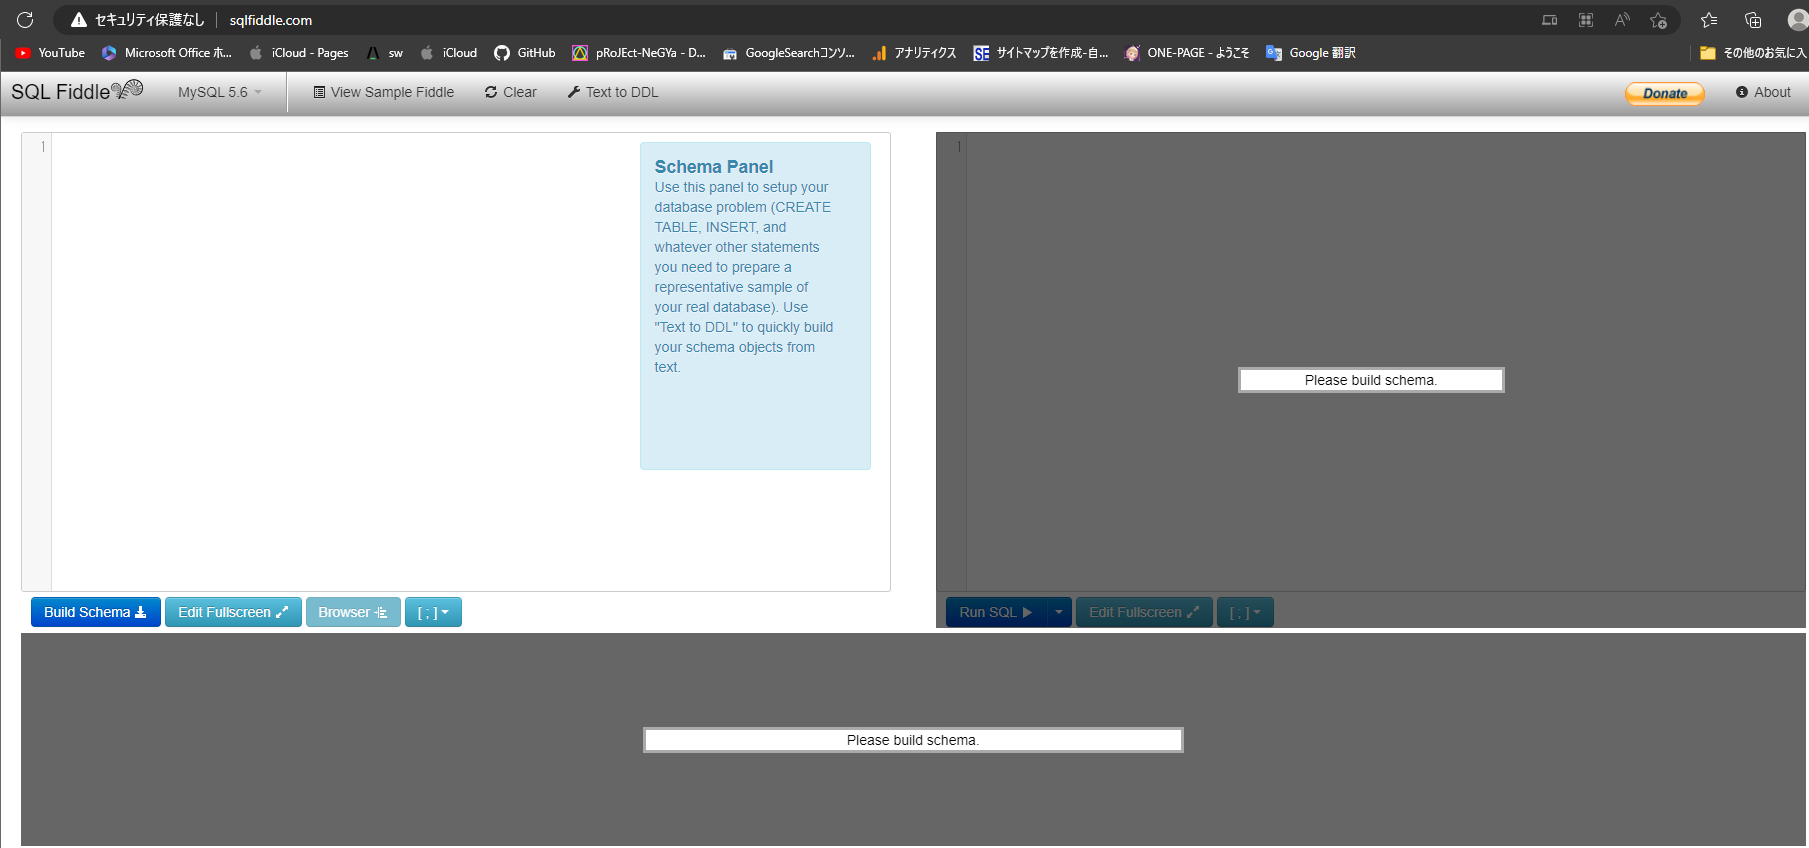 セキュリティ保護なし sqlfiddle.com
YouTube Microsoft Office ホ... iCloud - Pages sw iCloud GitHub pRoJEct-NeGYa - D... GoogleSearchコンソ... アナリティクス サイトマップを作成-自... ONE-PAGE - ようこそ Google 翻訳 その他のお気に入
SQL Fiddle MySQL 5.6 View Sample Fiddle Clear Text to DDL Donate About
1
Schema Panel
Use this panel to setup your
database problem (CREATE
TABLE, INSERT, and
whatever other statements
you need to prepare a
representative sample of
your real database). Use
"Text to DDL" to quickly build
your schema objects from
text.
Build Schema Edit Fullscreen Browser [ ; ]
1
Please build schema.
Run SQL Edit Fullscreen [ ; ]
Please build schema.